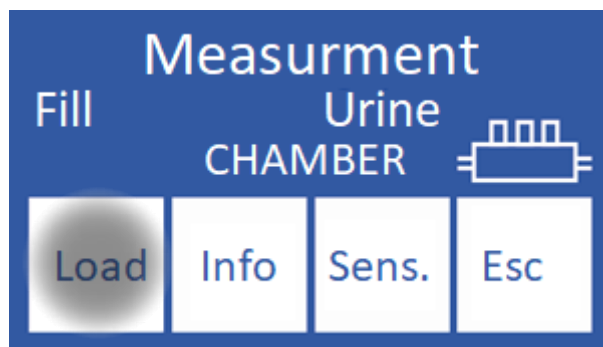 Measurment
Fill Urine
CHAMBER
Load Info Sens. Esc